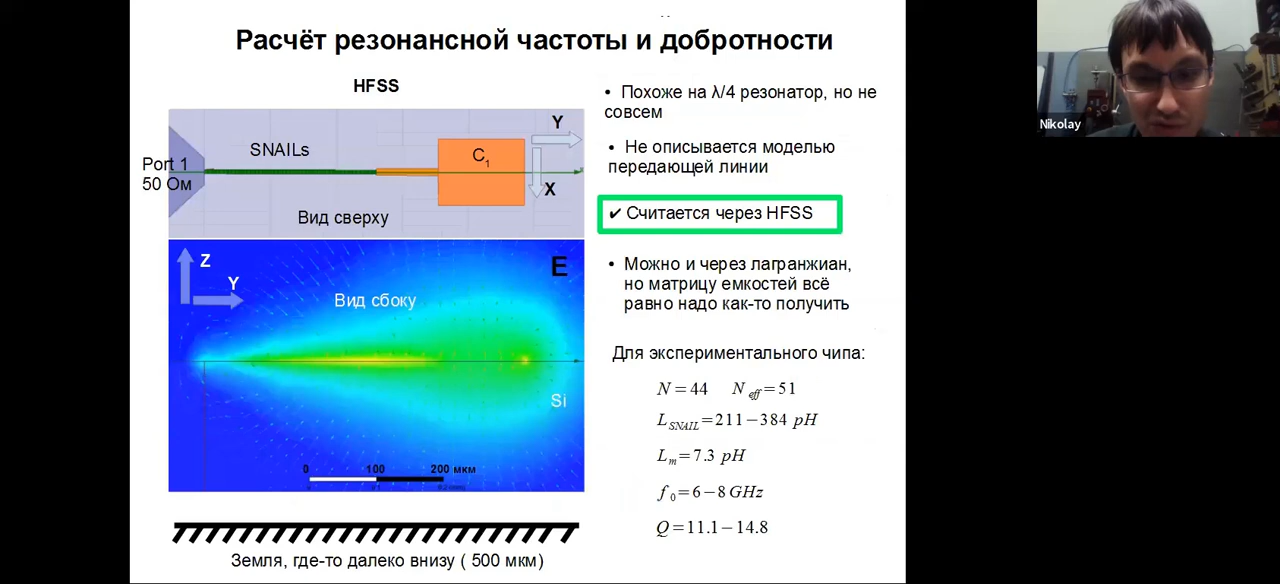 Расчёт резонансной частоты и добротности
HFSS
Port 1
50 Ом
SNAILs
C1
Y
X
Вид сверху
Z
Y
E
Вид сбоку
Si
0 100 200 мкм
Земля, где-то далеко внизу ( 500 мкм)
• Похоже на λ/4 резонатор, но не
совсем
• Не описывается моделью
передающей линии
✔ Считается через HFSS
• Можно и через лагранжиан,
но матрицу емкостей всё
равно надо как-то получить
Для экспериментального чипа:
N=44 Neff=51
LSNAIL=211−384 pH
Lm=7.3 pH
f0=6−8 GHz
Q=11.1−14.8
Nikolay